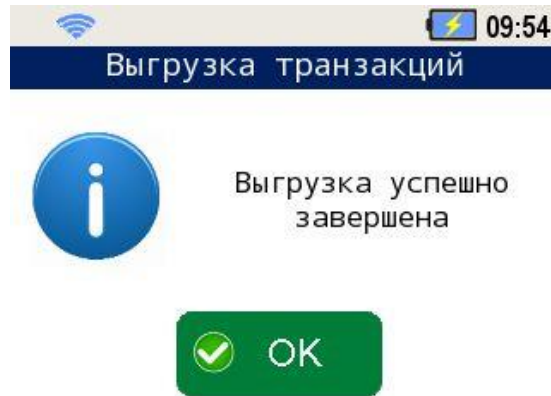 09:54
Выгрузка транзакций
Выгрузка успешно
завершена
OK